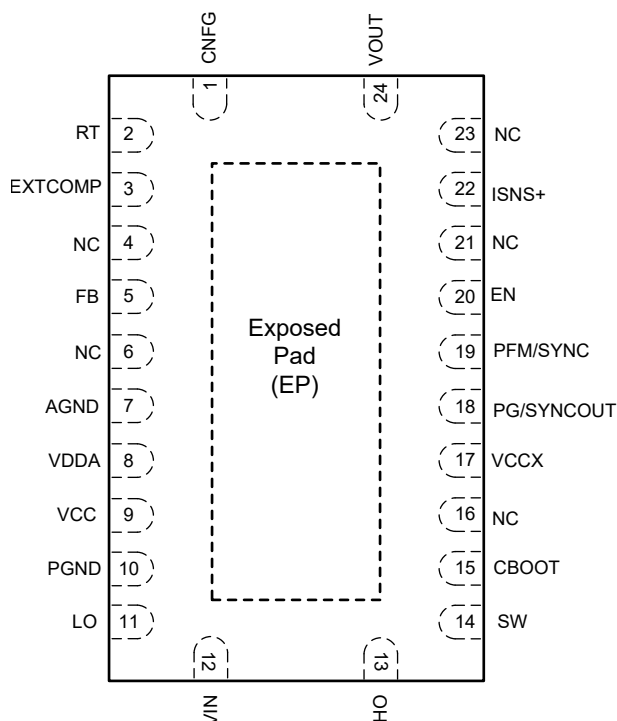 CNFG
VOUT
1
24
RT 2
23 NC
EXTCOMP 3
22 ISNS+
NC 4
21 NC
FB 5
20 EN
NC 6
19 PFM/SYNC
AGND 7
18 PG/SYNCOUT
VDDA 8
17 VCCX
VCC 9
16 NC
PGND 10
15 CBOOT
LO 11
14 SW
Exposed
Pad
(EP)
12
13
VIN
HO